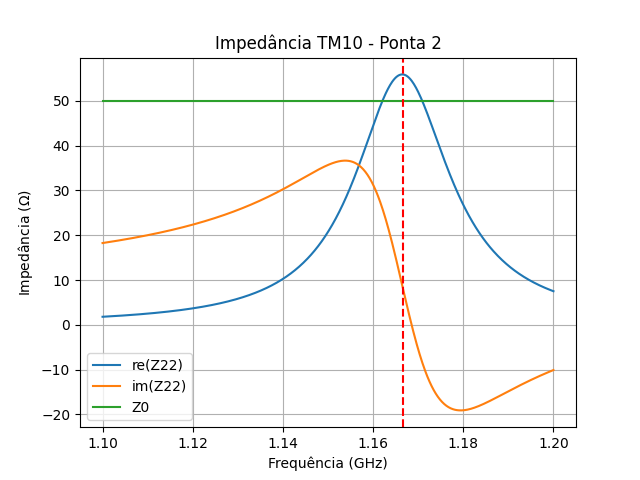 Impedância TM10 - Ponta 2
Impedância (Ω)
50
40
30
20
10
0
−10
−20
re(Z22)
im(Z22)
Z0
1.10 1.12 1.14 1.16 1.18 1.20
Frequência (GHz)